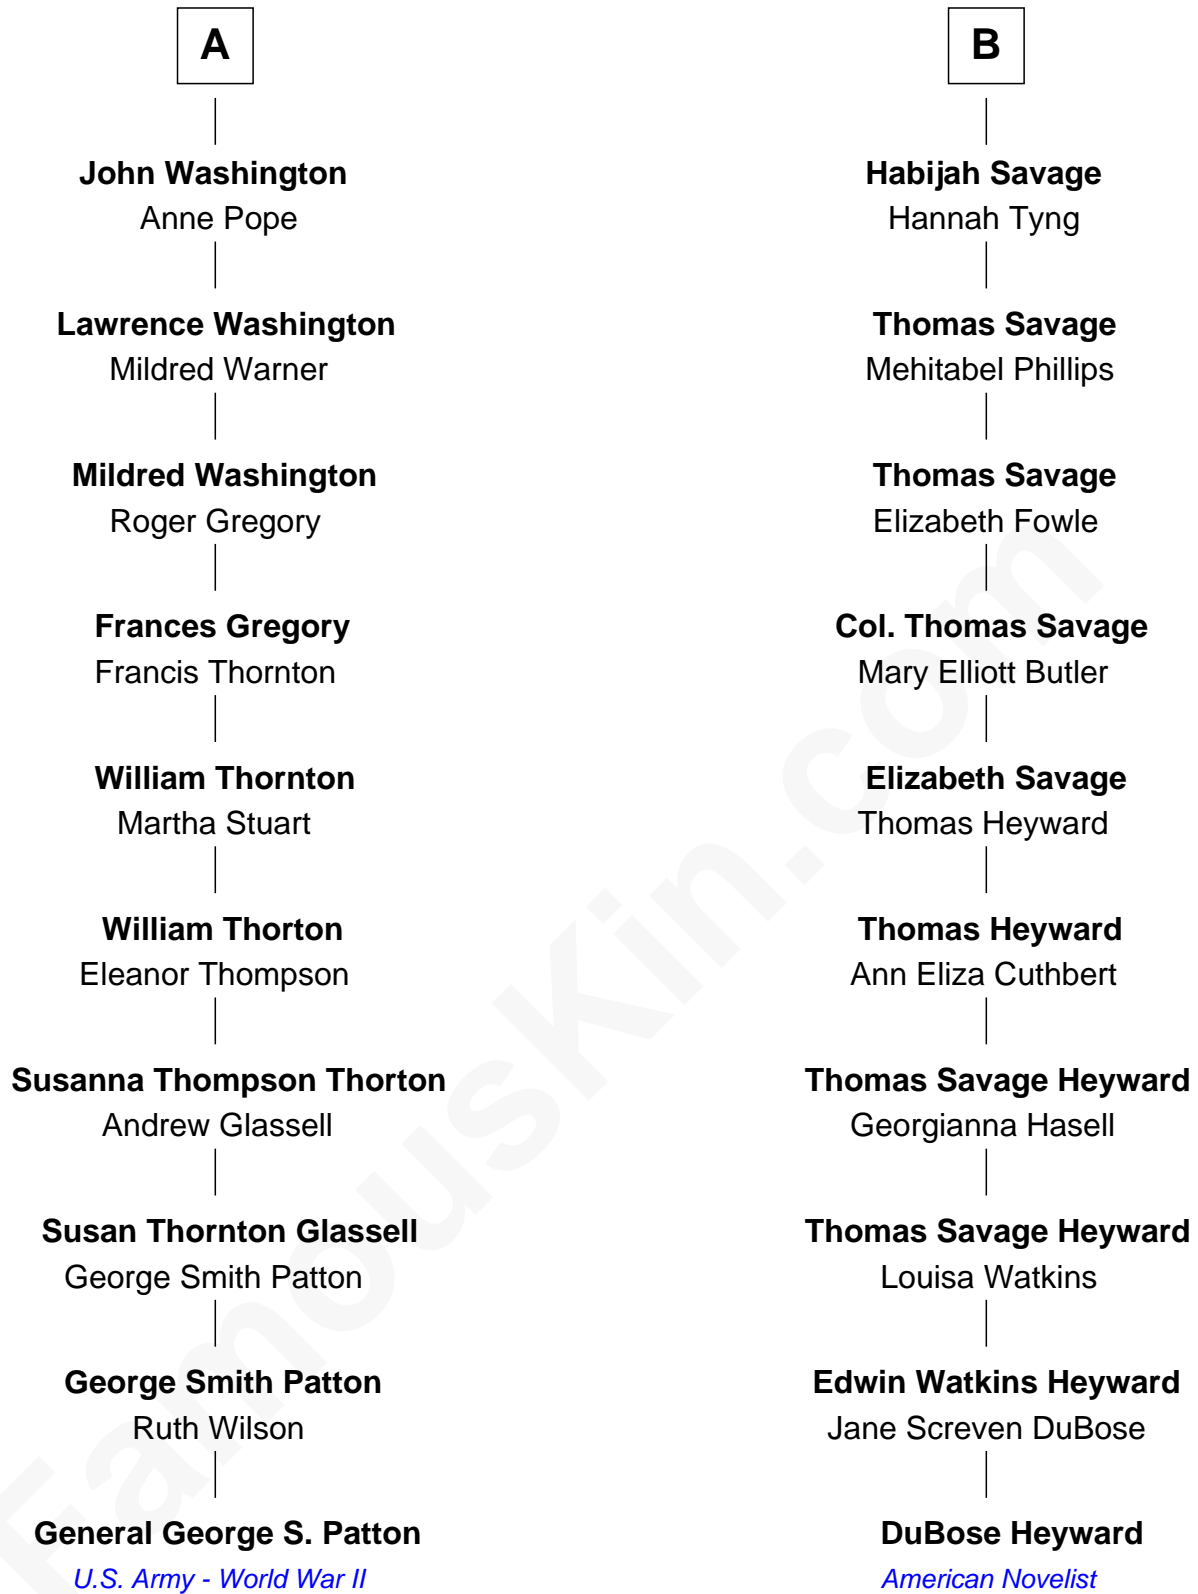 A
John Washington
Anne Pope
Lawrence Washington
Mildred Warner
Mildred Washington
Roger Gregory
Frances Gregory
Francis Thornton
William Thornton
Martha Stuart
William Thorton
Eleanor Thompson
Susanna Thompson Thorton
Andrew Glassell
Susan Thornton Glassell
George Smith Patton
George Smith Patton
Ruth Wilson
General George S. Patton
U.S. Army - World War II
B
Habijah Savage
Hannah Tyng
Thomas Savage
Mehitabel Phillips
Thomas Savage
Elizabeth Fowle
Col. Thomas Savage
Mary Elliott Butler
Elizabeth Savage
Thomas Heyward
Thomas Heyward
Ann Eliza Cuthbert
Thomas Savage Heyward
Georgianna Hasell
Thomas Savage Heyward
Louisa Watkins
Edwin Watkins Heyward
Jane Screven DuBose
DuBose Heyward
American Novelist
FamousKin.com